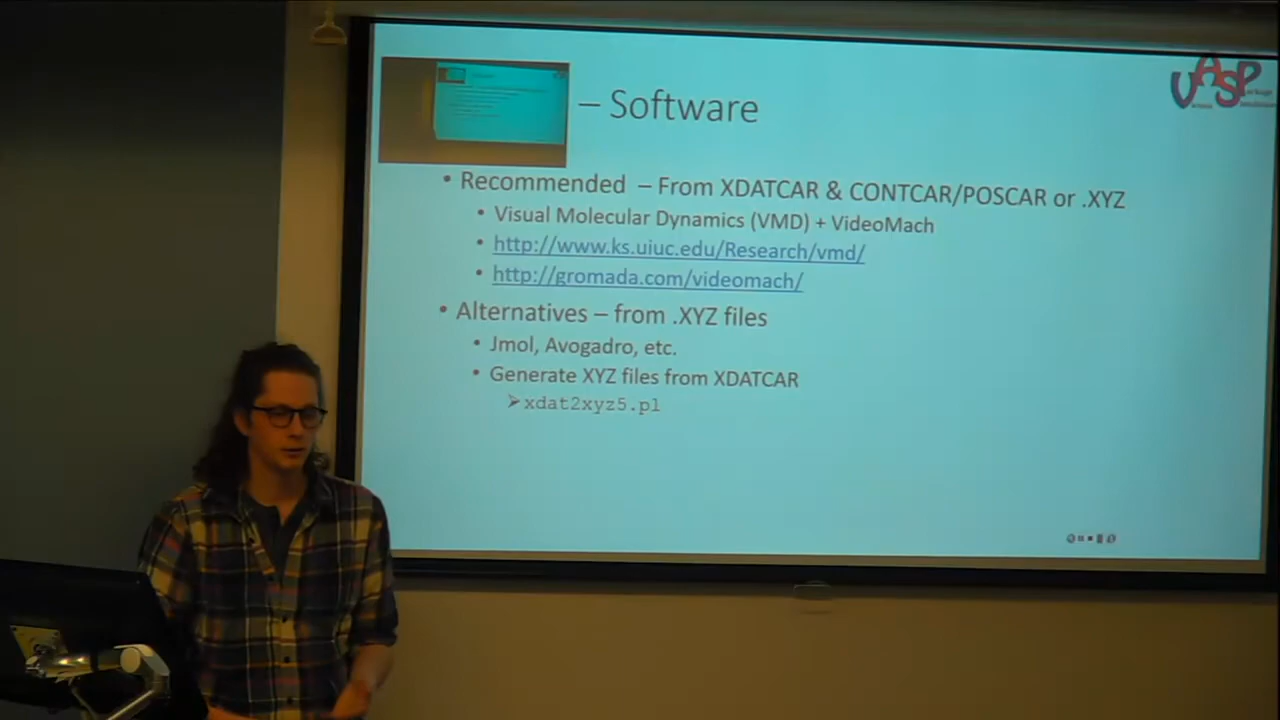 – Software
VASP
• Recommended – From XDATCAR & CONTCAR/POSCAR or .XYZ
• Visual Molecular Dynamics (VMD) + VideoMach
• http://www.ks.uiuc.edu/Research/vmd/
• http://gromada.com/videomach/
• Alternatives – from .XYZ files
• Jmol, Avogadro, etc.
• Generate XYZ files from XDATCAR
➢ xdat2xyz5.pl